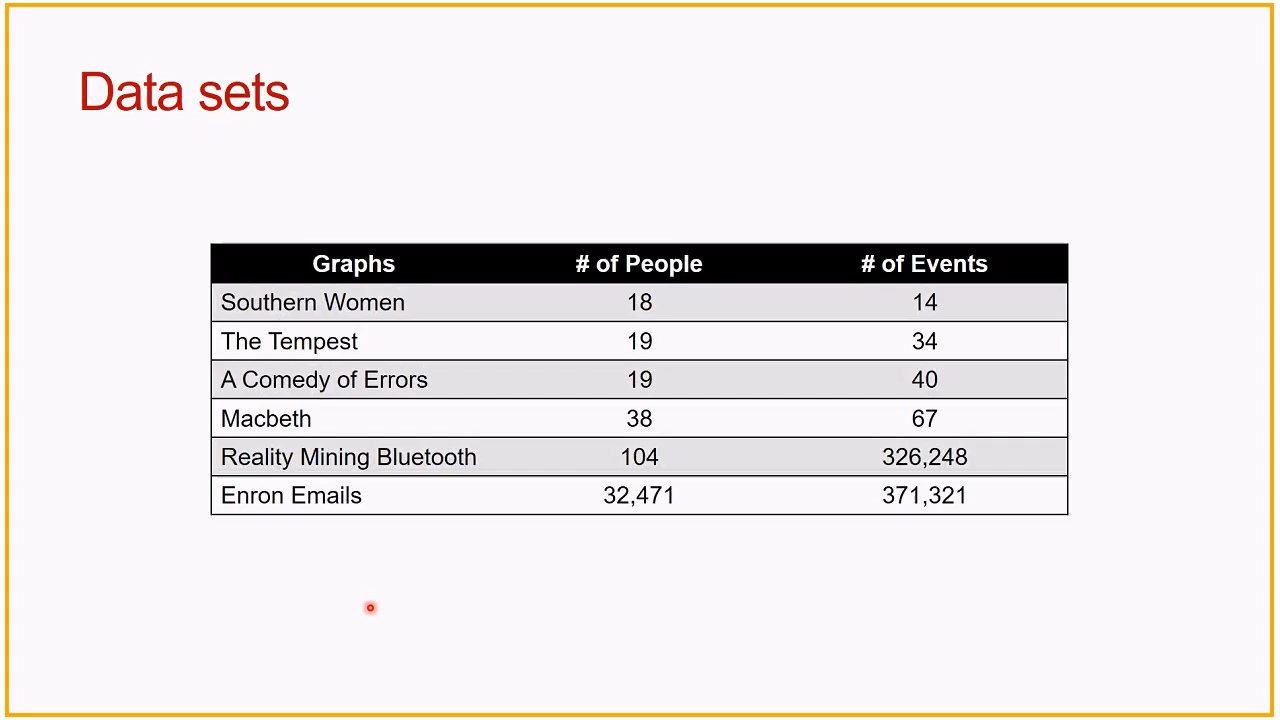 Data sets
Graphs # of People # of Events
Southern Women 18 14
The Tempest 19 34
A Comedy of Errors 19 40
Macbeth 38 67
Reality Mining Bluetooth 104 326,248
Enron Emails 32,471 371,321